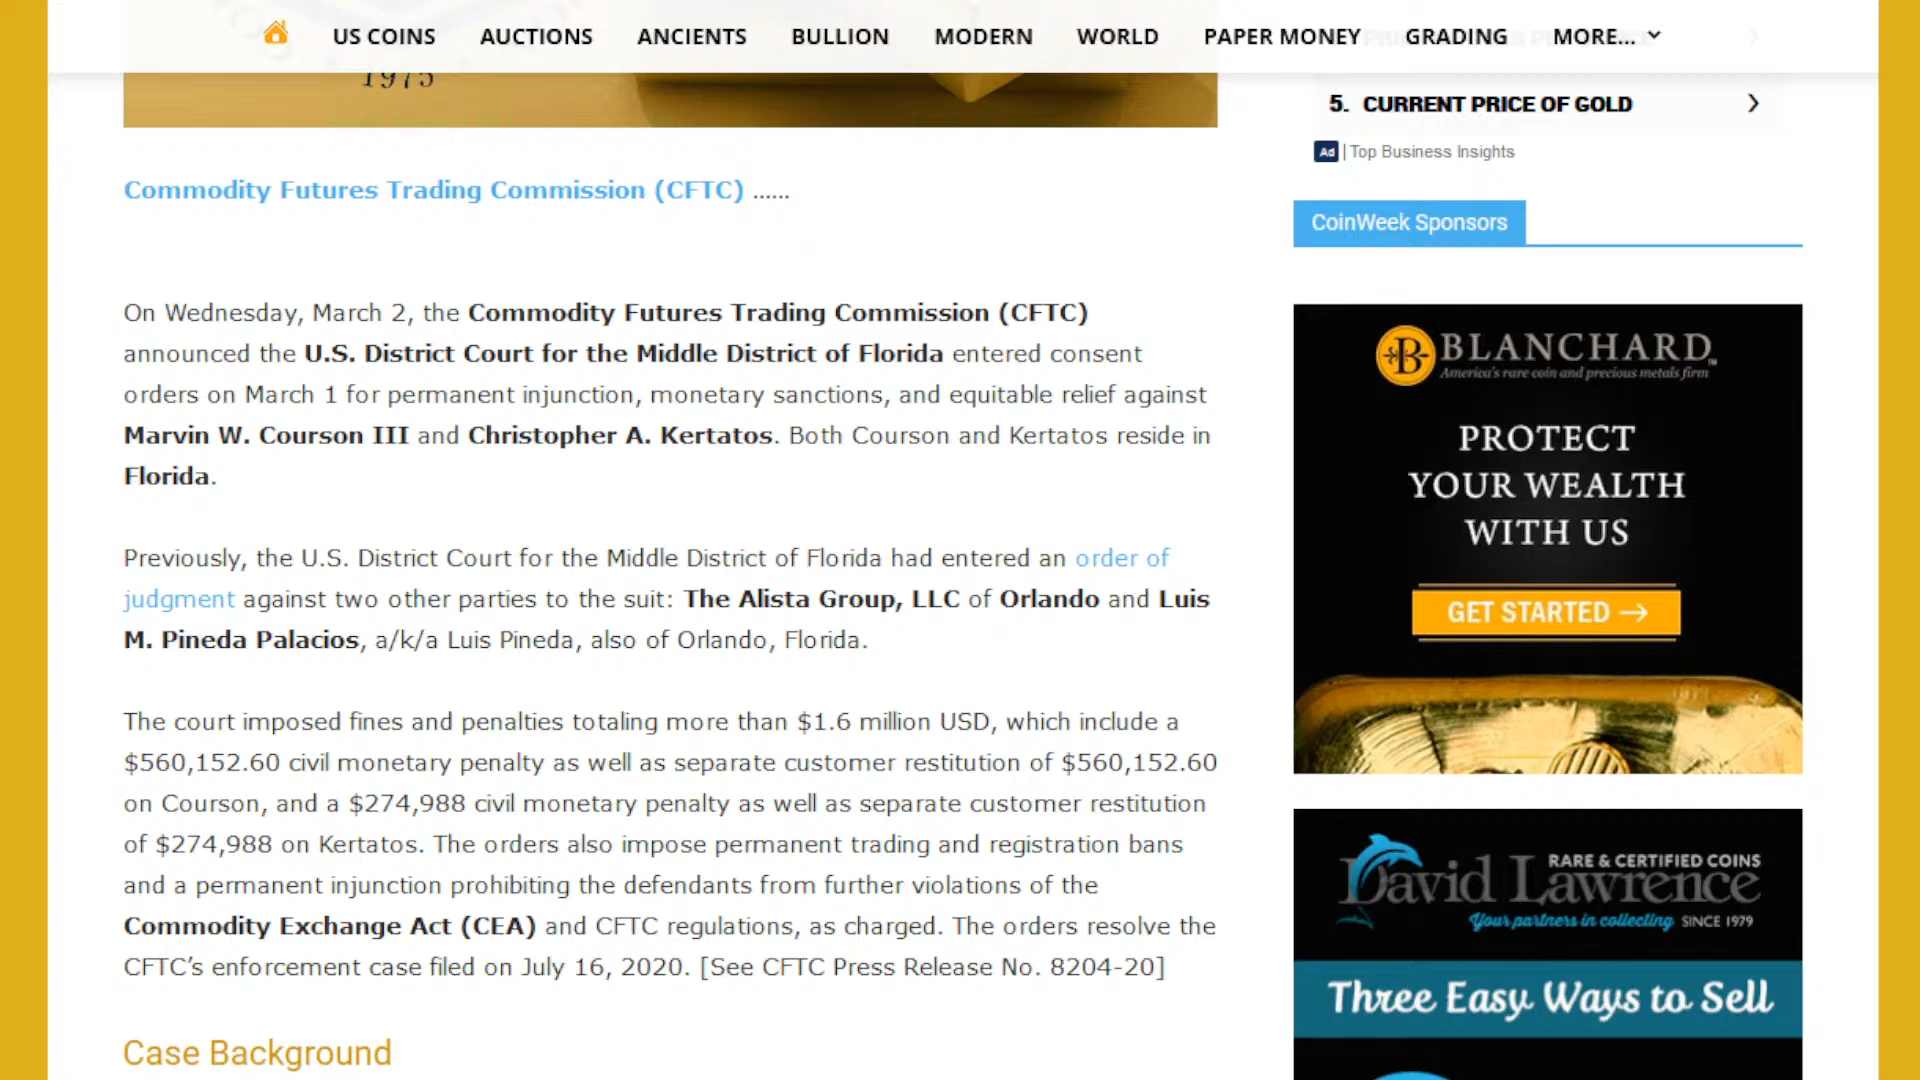 US COINS AUCTIONS ANCIENTS BULLION MODERN WORLD PAPER MONEY GRADING MORE...
1975
5. CURRENT PRICE OF GOLD
Ad | Top Business Insights
Commodity Futures Trading Commission (CFTC) ......
CoinWeek Sponsors
On Wednesday, March 2, the Commodity Futures Trading Commission (CFTC)
announced the U.S. District Court for the Middle District of Florida entered consent
orders on March 1 for permanent injunction, monetary sanctions, and equitable relief against
Marvin W. Courson III and Christopher A. Kertatos. Both Courson and Kertatos reside in
Florida.
Previously, the U.S. District Court for the Middle District of Florida had entered an order of
judgment against two other parties to the suit: The Alista Group, LLC of Orlando and Luis
M. Pineda Palacios, a/k/a Luis Pineda, also of Orlando, Florida.
The court imposed fines and penalties totaling more than $1.6 million USD, which include a
$560,152.60 civil monetary penalty as well as separate customer restitution of $560,152.60
on Courson, and a $274,988 civil monetary penalty as well as separate customer restitution
of $274,988 on Kertatos. The orders also impose permanent trading and registration bans
and a permanent injunction prohibiting the defendants from further violations of the
Commodity Exchange Act (CEA) and CFTC regulations, as charged. The orders resolve the
CFTC’s enforcement case filed on July 16, 2020. [See CFTC Press Release No. 8204-20]
Case Background
B BLANCHARD™
America's rare coin and precious metals firm
PROTECT
YOUR WEALTH
WITH US
GET STARTED →
RARE & CERTIFIED COINS
David Lawrence
Your partners in collecting SINCE 1979
Three Easy Ways to Sell